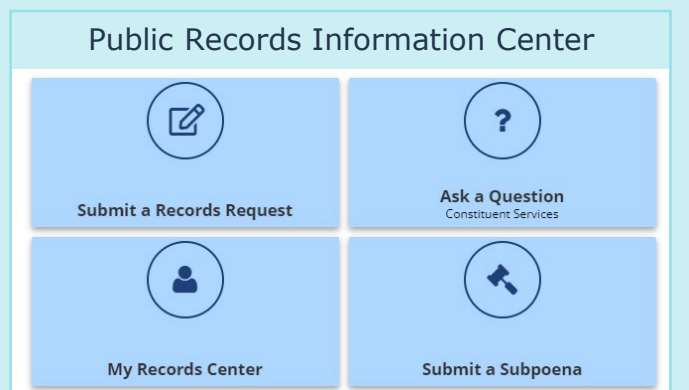 Public Records Information Center
Submit a Records Request
Ask a Question
Constituent Services
My Records Center
Submit a Subpoena